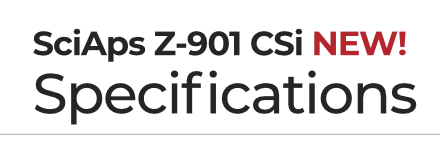 SciAps Z-901 CSi NEW!
Specifications